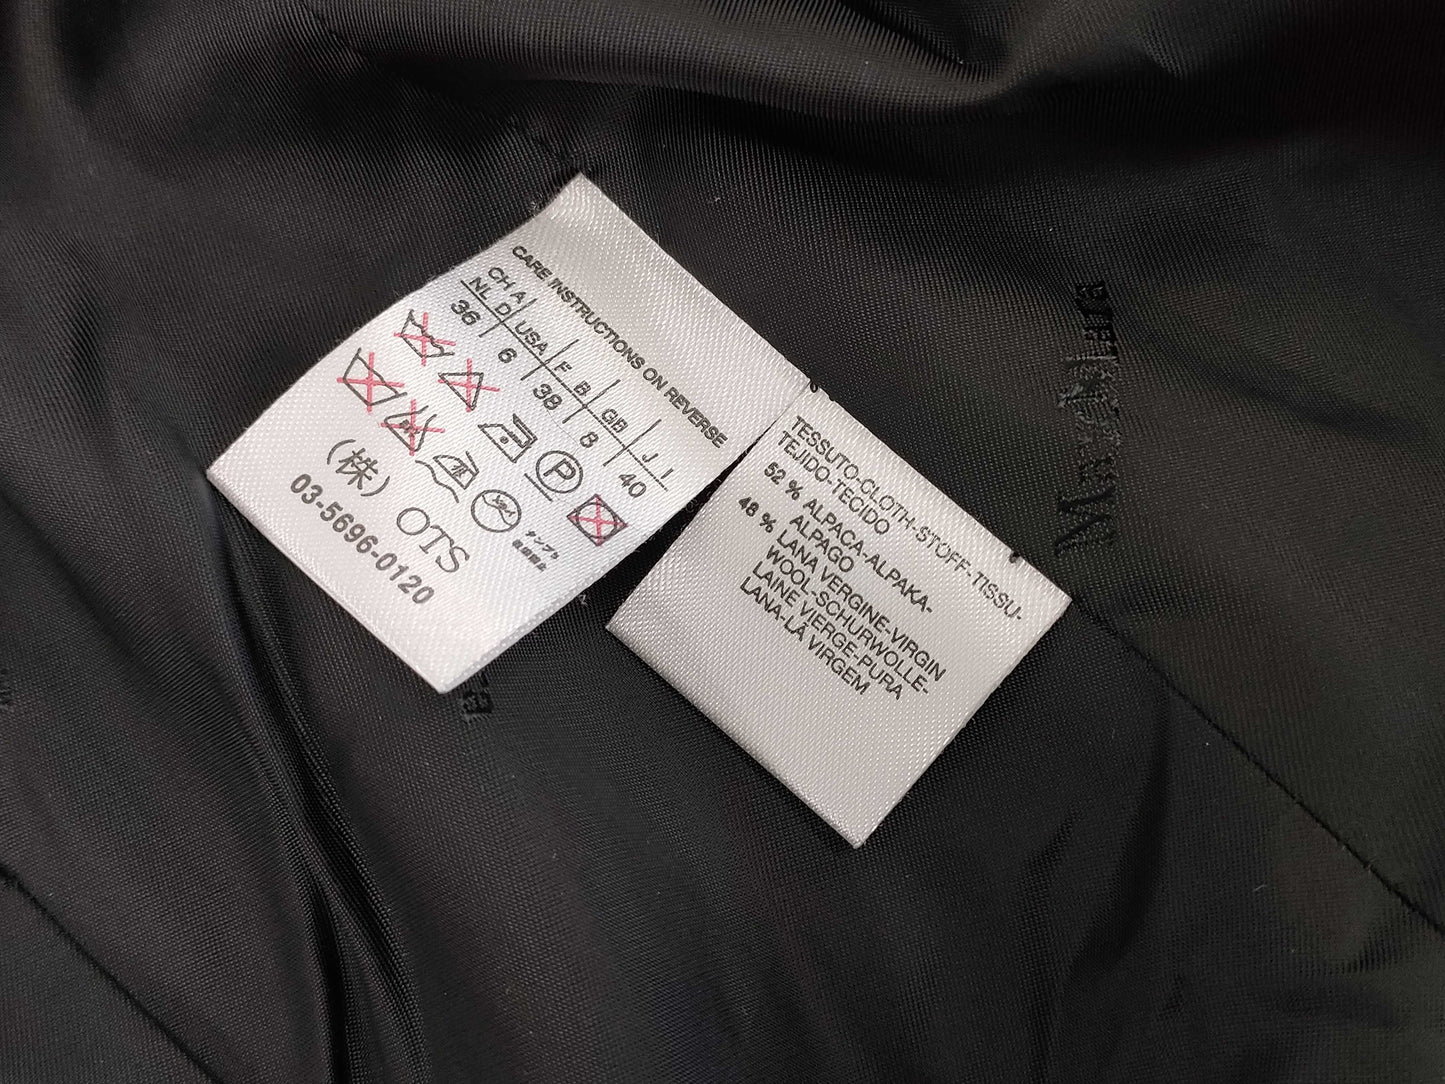 CARE INSTRUCTIONS ON REVERSE
CH A USA F B GB J I
NL D
36 6 38 8 40
P
(株) OTS
03-5696-0120
TESSUTO-CLOTH-STOFF-TISSU-
TEJIDO-TECIDO
52 % ALPACA-ALPAKA-
ALPAGO
48 % LANA VERGINE-VIRGIN
WOOL-SCHURWOLLE-
LAINE VIERGE-PURA
LANA-LÃ VIRGEM